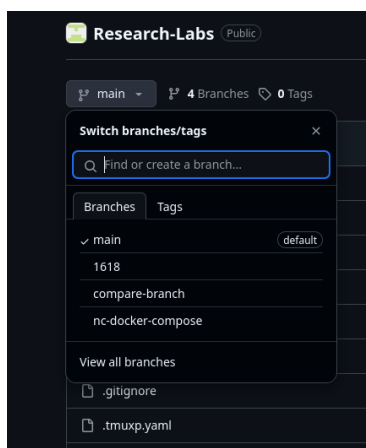 Research-Labs Public
main 4 Branches 0 Tags
Switch branches/tags
Find or create a branch...
Branches Tags
main default
1618
compare-branch
nc-docker-compose
View all branches
.gitignore
.tmuxp.yaml